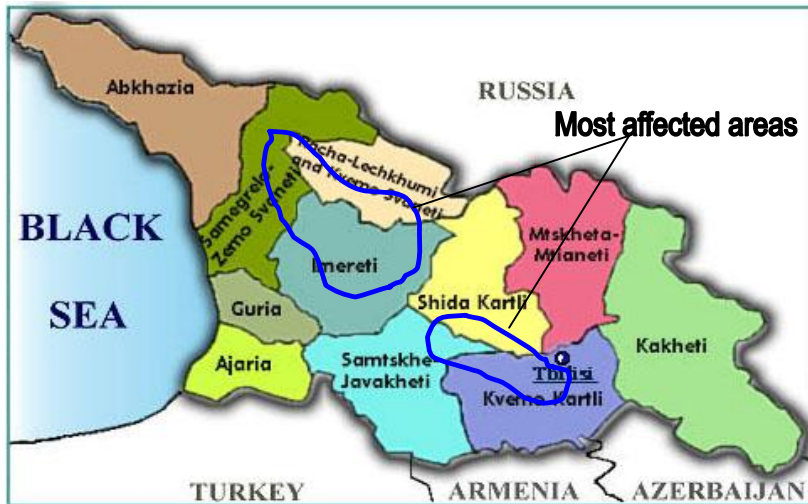 Abkhazia
RUSSIA
Most affected areas
Racha-Lechkhumi
and Kvemo Svaneti
Samegrelo-
Zemo Svaneti
BLACK
SEA
Mtskheta-
Mtianeti
Imereti
Shida Kartli
Guria
Kakheti
Ajaria
Samtskhe
Javakheti
Tbilisi
Kvemo Kartli
TURKEY
ARMENIA
AZERBAIJAN